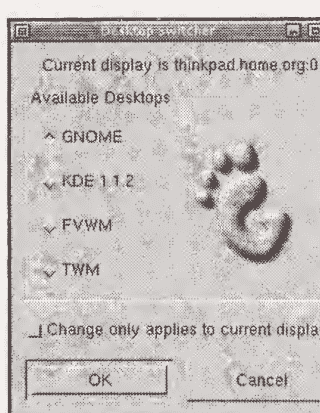 Desktop switcher
Current display is thinkpad.home.org:0
Available Desktops
GNOME
KDE 1.1.2
FVWM
TWM
Change only applies to current displa
OK
Cancel